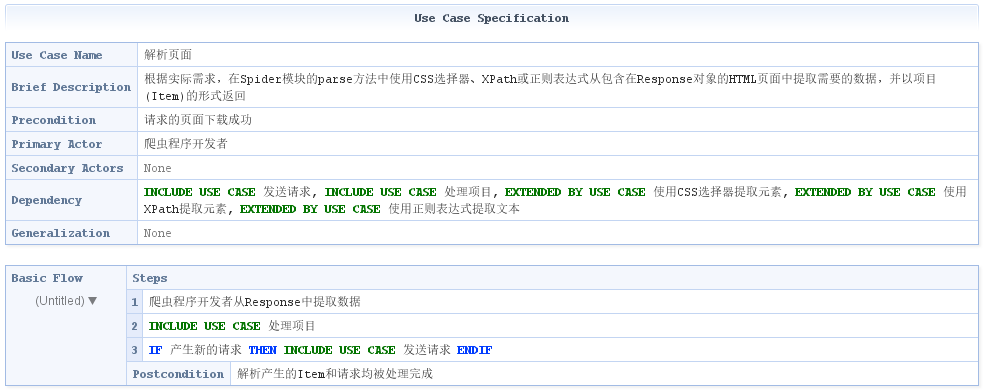 Use Case Specification
Use Case Name 解析页面
Brief Description 根据实际需求，在Spider模块的parse方法中使用CSS选择器、XPath或正则表达式从包含在Response对象的HTML页面中提取需要的数据，并以项目
(Item)的形式返回
Precondition 请求的页面下载成功
Primary Actor 爬虫程序开发者
Secondary Actors None
Dependency INCLUDE USE CASE 发送请求, INCLUDE USE CASE 处理项目, EXTENDED BY USE CASE 使用CSS选择器提取元素, EXTENDED BY USE CASE 使用
XPath提取元素, EXTENDED BY USE CASE 使用正则表达式提取文本
Generalization None
Basic Flow Steps
(Untitled) ▼
1 爬虫程序开发者从Response中提取数据
2 INCLUDE USE CASE 处理项目
3 IF 产生新的请求 THEN INCLUDE USE CASE 发送请求 ENDIF
Postcondition 解析产生的Item和请求均被处理完成